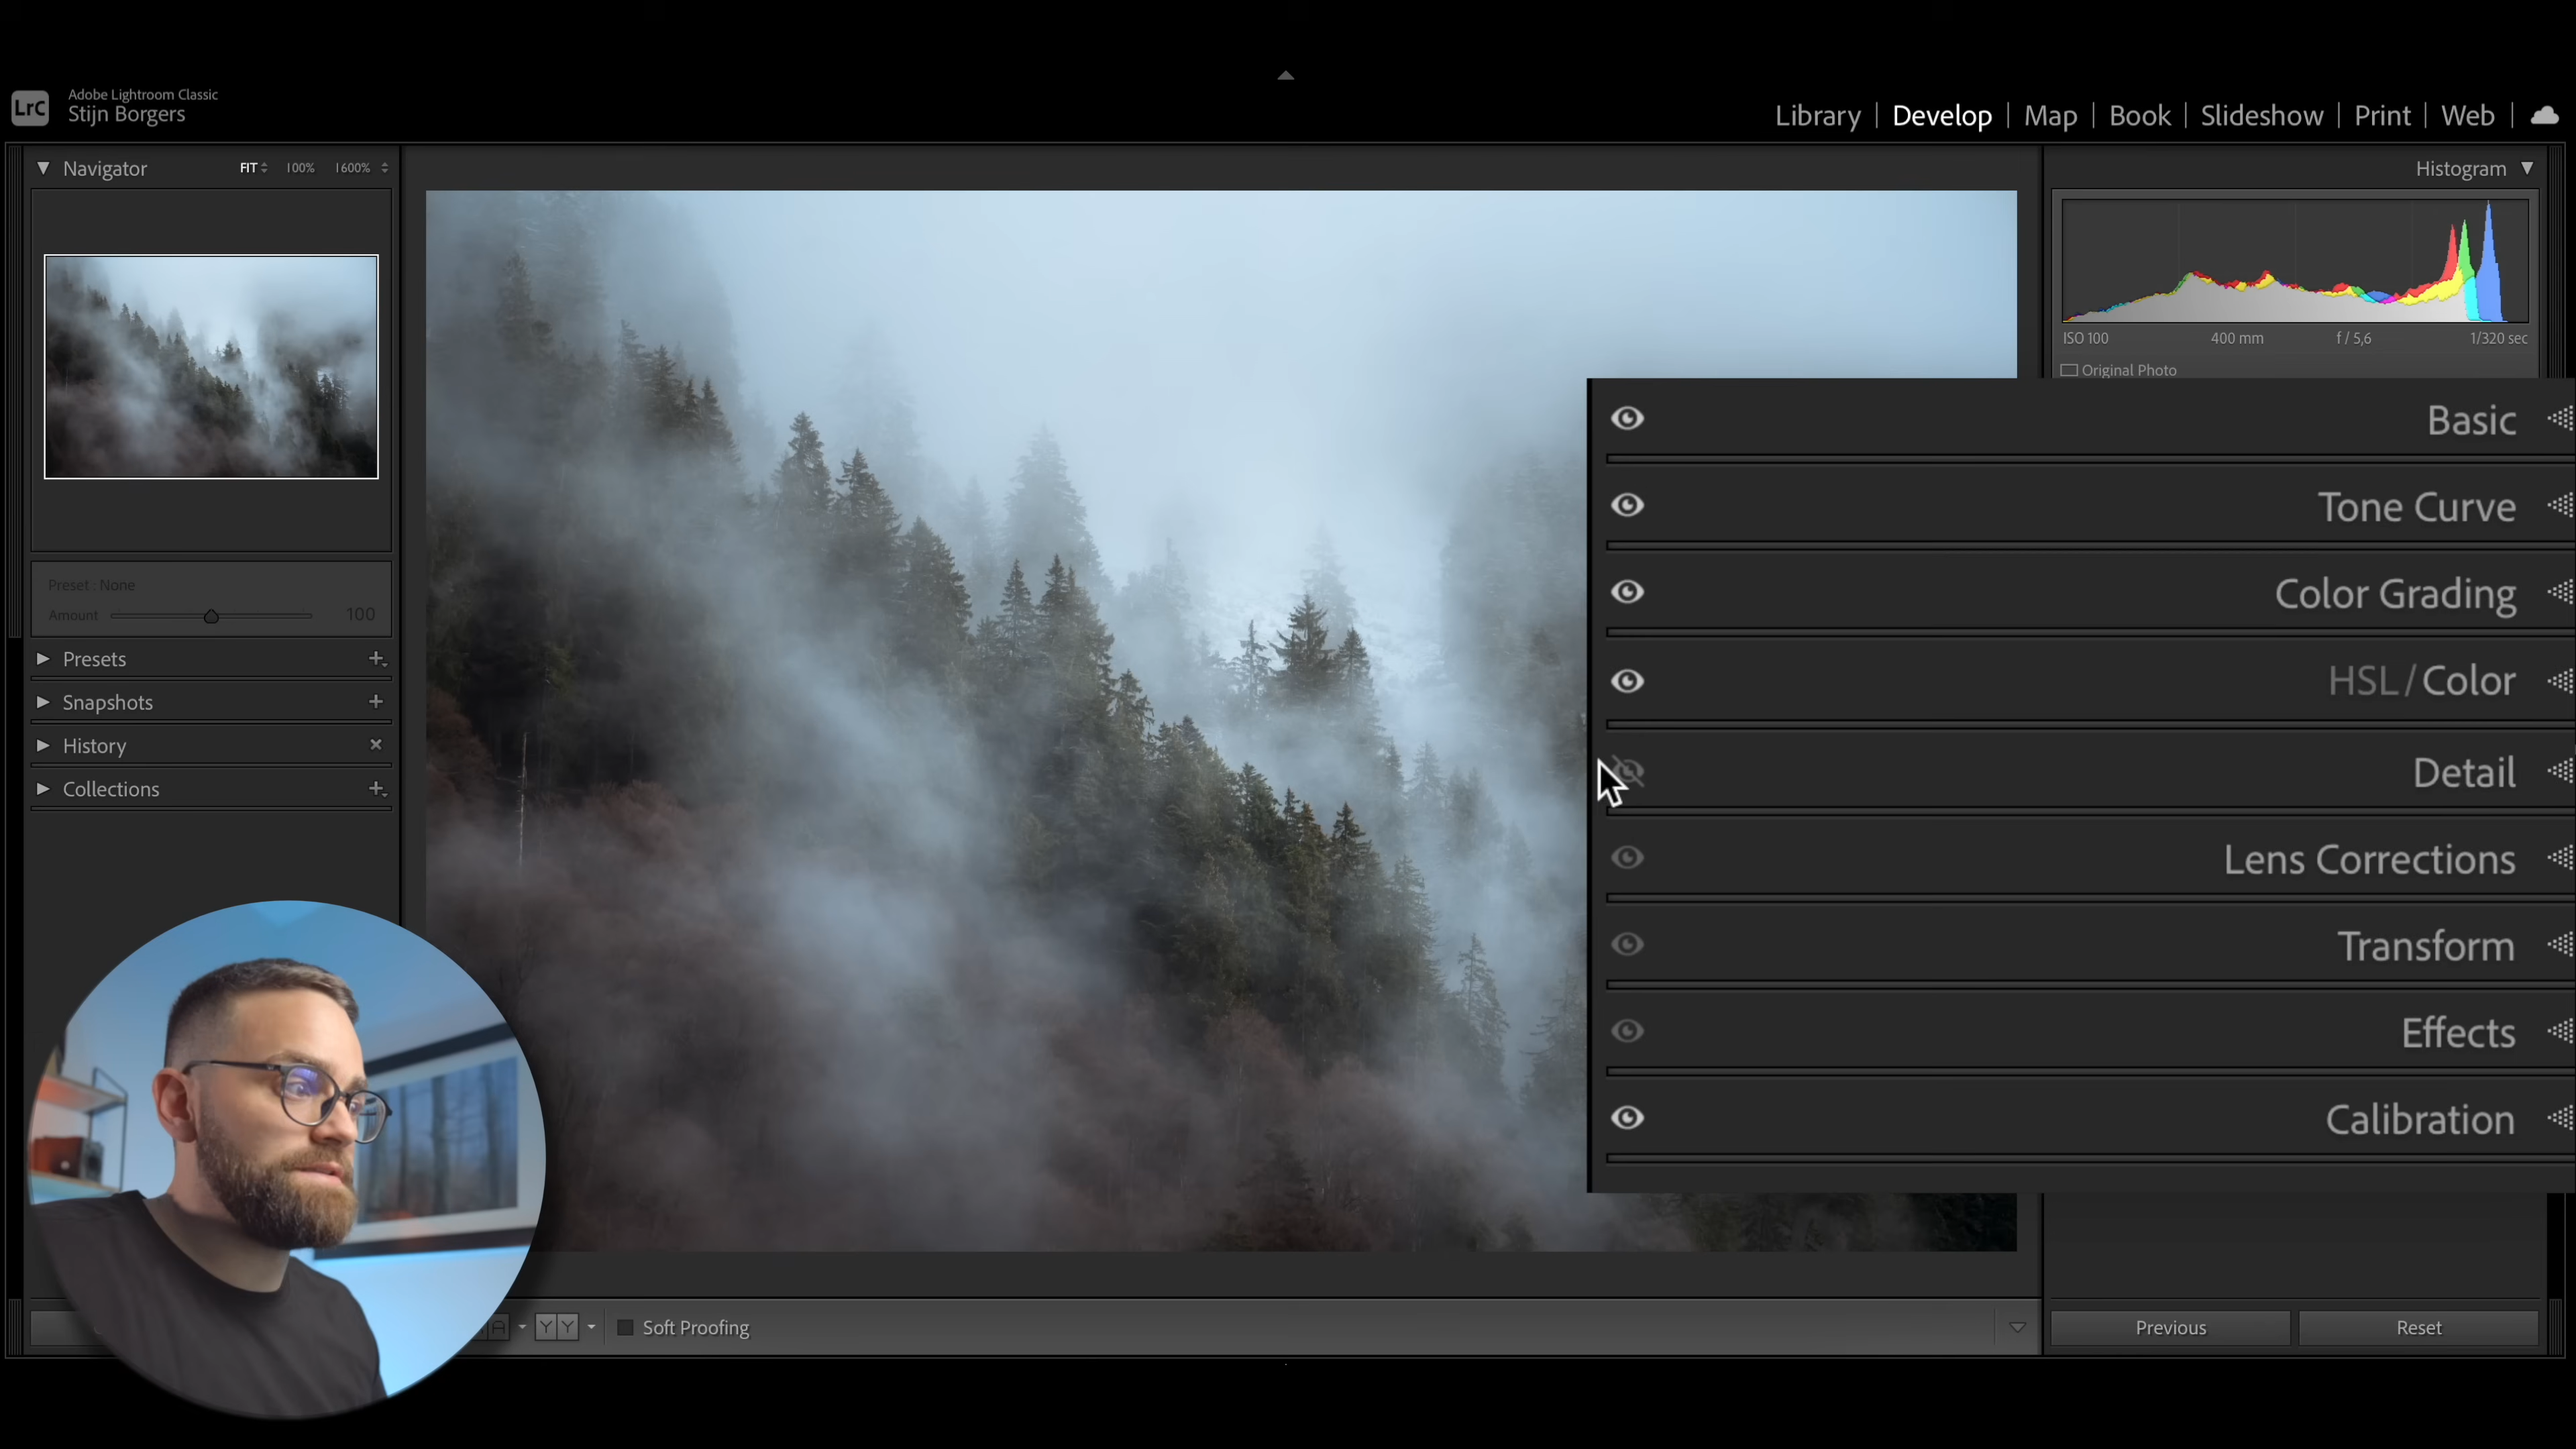 LrC
Adobe Lightroom Classic
Stijn Borgers
Library | Develop | Map | Book | Slideshow | Print | Web
Navigator
FIT
100%
1600%
Histogram
ISO 100
400 mm
f / 5,6
1/320 sec
Original Photo
Preset : None
Amount
100
Presets
Snapshots
History
Collections
Basic
Tone Curve
Color Grading
HSL / Color
Detail
Lens Corrections
Transform
Effects
Calibration
A
Y Y
Soft Proofing
Previous
Reset